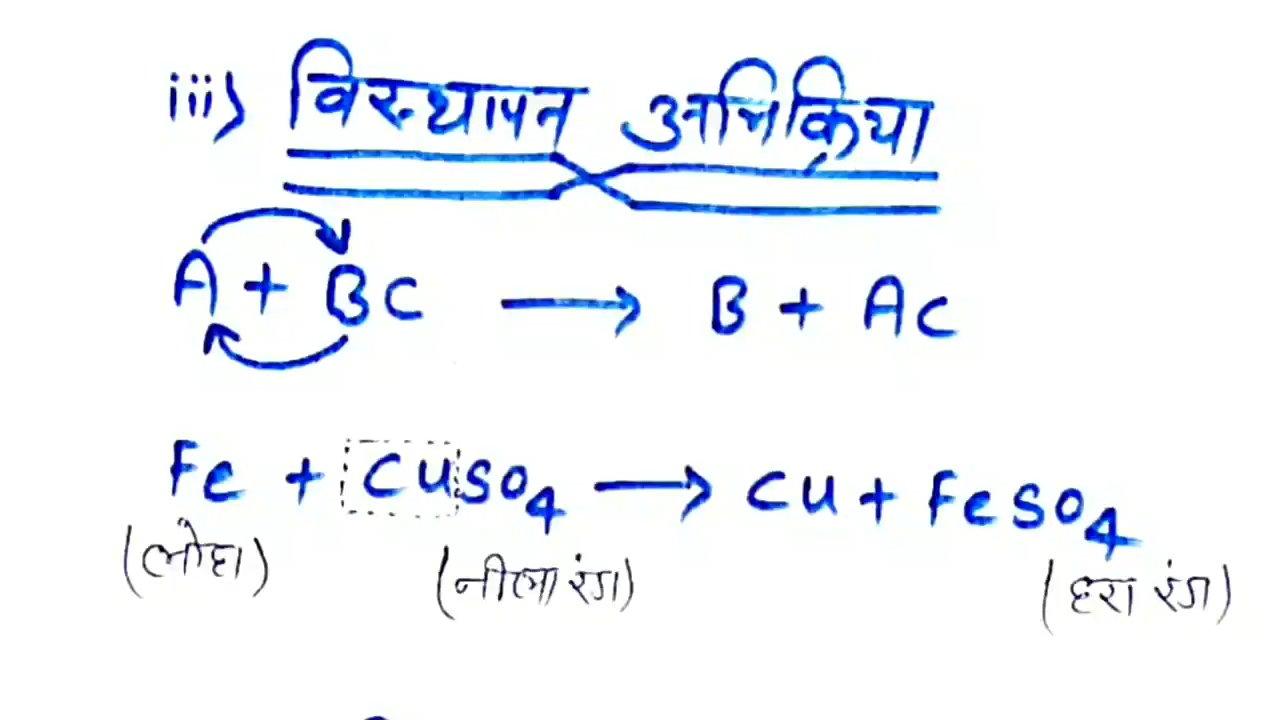 iii) विस्थापन अभिक्रिया
A + BC ⟶ B + AC
Fe + CuSO₄ ⟶ Cu + FeSO₄
(लोहा) (नीला रंग) (हरा रंग)